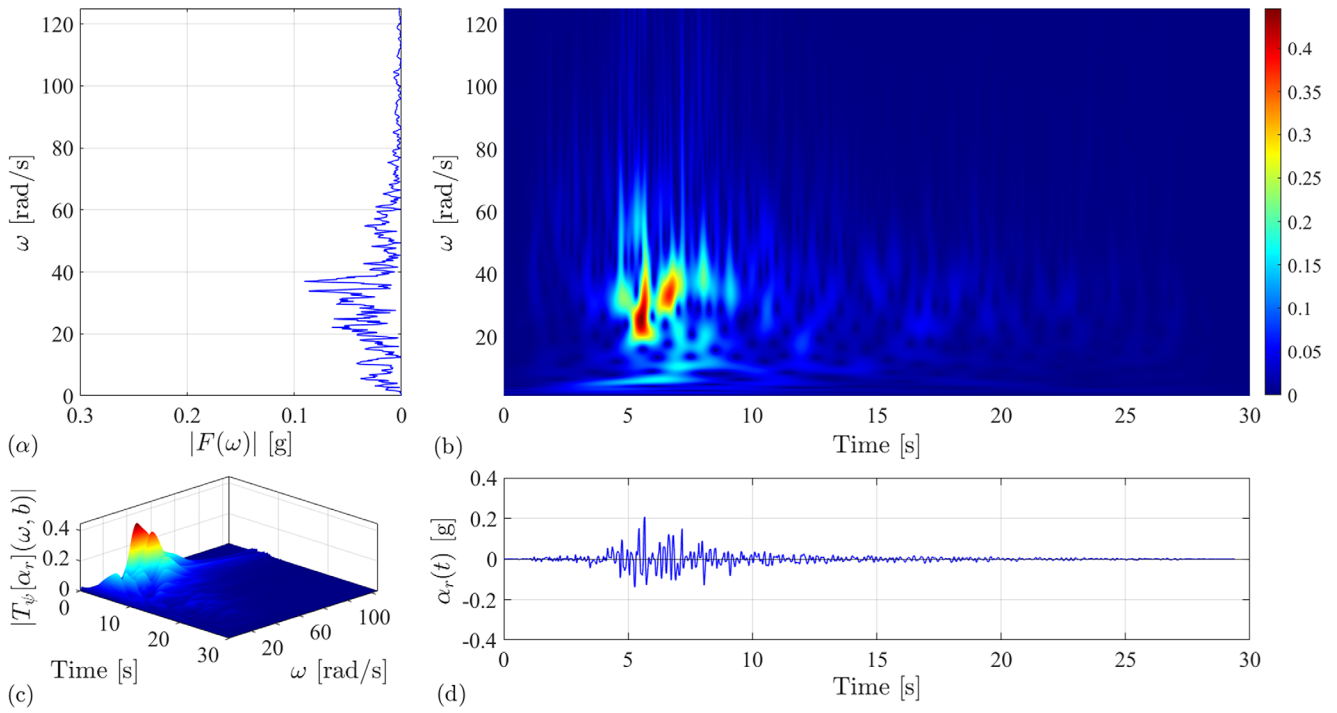 120
100
80
60
40
20
0
ω [rad/s]
0.3 0.2 0.1 0
|F(ω)| [g]
(α)
120
100
80
60
40
20
ω [rad/s]
0 5 10 15 20 25 30
Time [s]
(b)
0.4
0.35
0.3
0.25
0.2
0.15
0.1
0.05
0
|Tψ[αr](ω, b)|
0.4
0.2
0
0 10 20 30
Time [s]
20 60 100
ω [rad/s]
(c)
0.4
0.2
0
-0.2
-0.4
αr(t) [g]
0 5 10 15 20 25 30
Time [s]
(d)